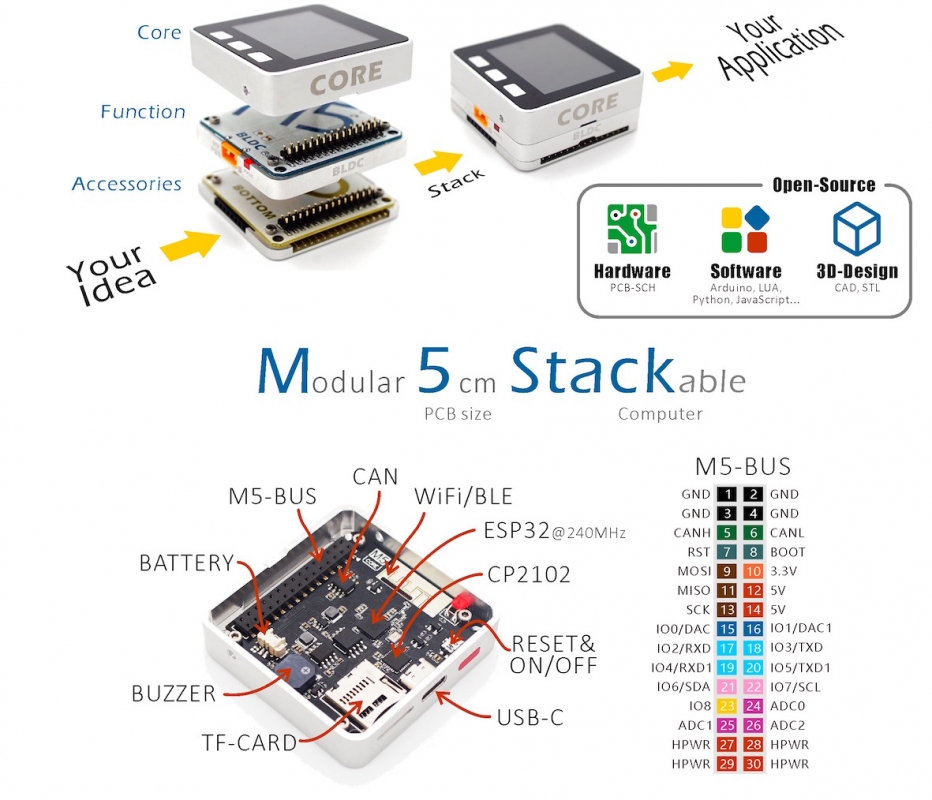 Core
CORE
Function
BLDC
BLDC
Accessories
BOTTOM
Your
idea
Stack
CORE
BLDC
Your
Application
Open-Source
Hardware
PCB-SCH
Software
Arduino, LUA,
Python, JavaScript...
3D-Design
CAD, STL
Modular 5 cm Stackable
PCB size
Computer
CAN
M5-BUS
WiFi/BLE
ESP32@240MHz
BATTERY
CP2102
RESET&
ON/OFF
BUZZER
USB-C
TF-CARD
M5
CORE
M5-BUS
GND 1 2 GND
GND 3 4 GND
CANH 5 6 CANL
RST 7 8 BOOT
MOSI 9 10 3.3V
MISO 11 12 5V
SCK 13 14 5V
IO0/DAC 15 16 IO1/DAC1
IO2/RXD 17 18 IO3/TXD
IO4/RXD1 19 20 IO5/TXD1
IO6/SDA 21 22 IO7/SCL
IO8 23 24 ADC0
ADC1 25 26 ADC2
HPWR 27 28 HPWR
HPWR 29 30 HPWR